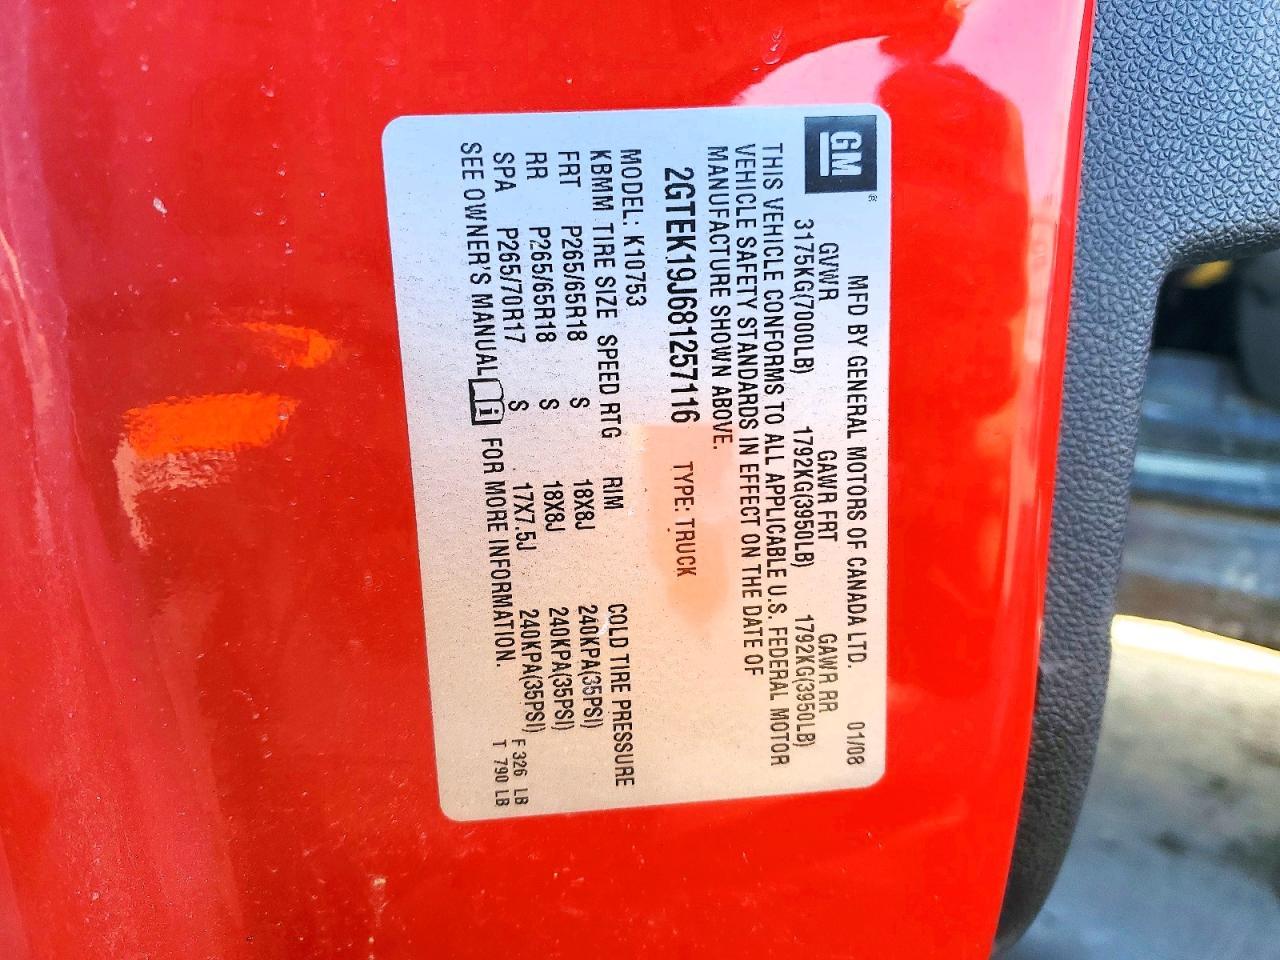 GM®
MFD BY GENERAL MOTORS OF CANADA LTD. 01/08
GVWR GAWR FRT GAWR RR
3175KG(7000LB) 1792KG(3950LB) 1792KG(3950LB)
THIS VEHICLE CONFORMS TO ALL APPLICABLE U.S. FEDERAL MOTOR
VEHICLE SAFETY STANDARDS IN EFFECT ON THE DATE OF
MANUFACTURE SHOWN ABOVE.
2GTEK19J681257116 TYPE: TRUCK
MODEL: K10753
KBMM TIRE SIZE SPEED RTG RIM COLD TIRE PRESSURE
FRT P265/65R18 S 18X8J 240KPA(35PSI)
RR P265/65R18 S 18X8J 240KPA(35PSI)
SPA P265/70R17 S 17X7.5J 240KPA(35PSI) F 326 LB
SEE OWNER'S MANUAL FOR MORE INFORMATION. T 790 LB